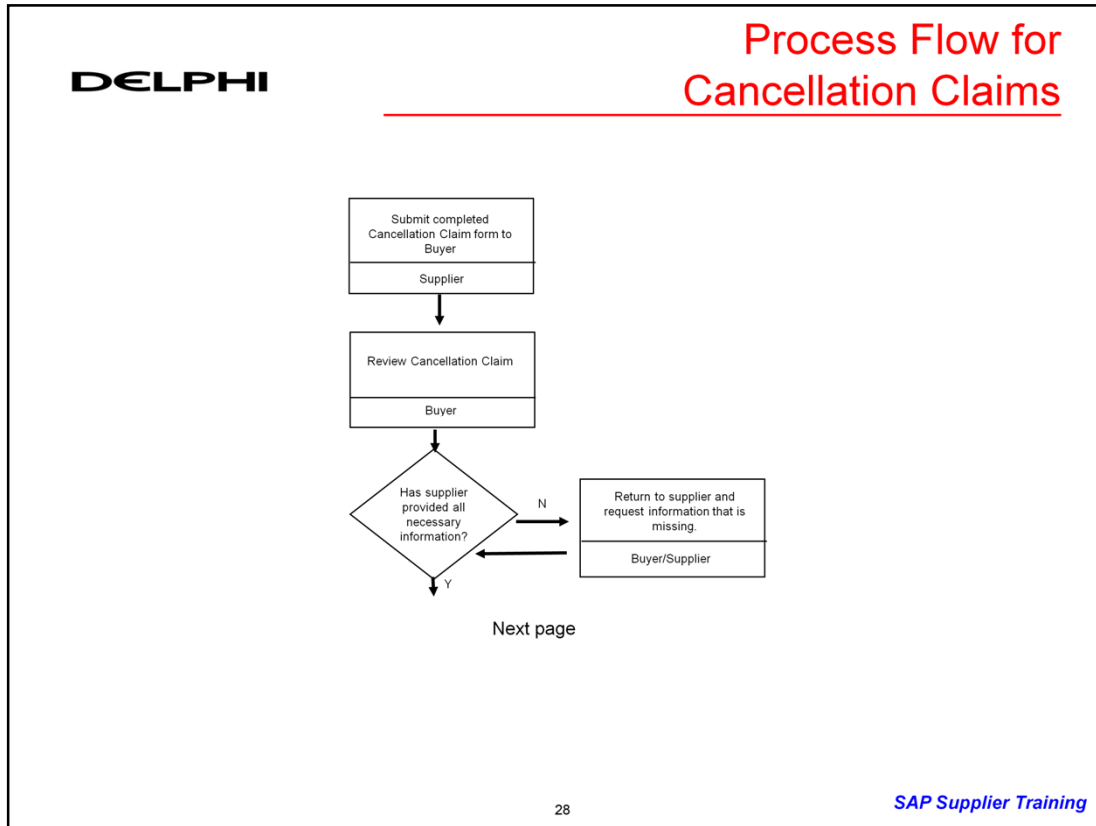 DELPHI
Process Flow for
Cancellation Claims
Submit completed
Cancellation Claim form to
Buyer
Supplier
Review Cancellation Claim
Buyer
Has supplier
provided all
necessary
information?
N
Return to supplier and
request information that is
missing.
Buyer/Supplier
Y
Next page
28
SAP Supplier Training